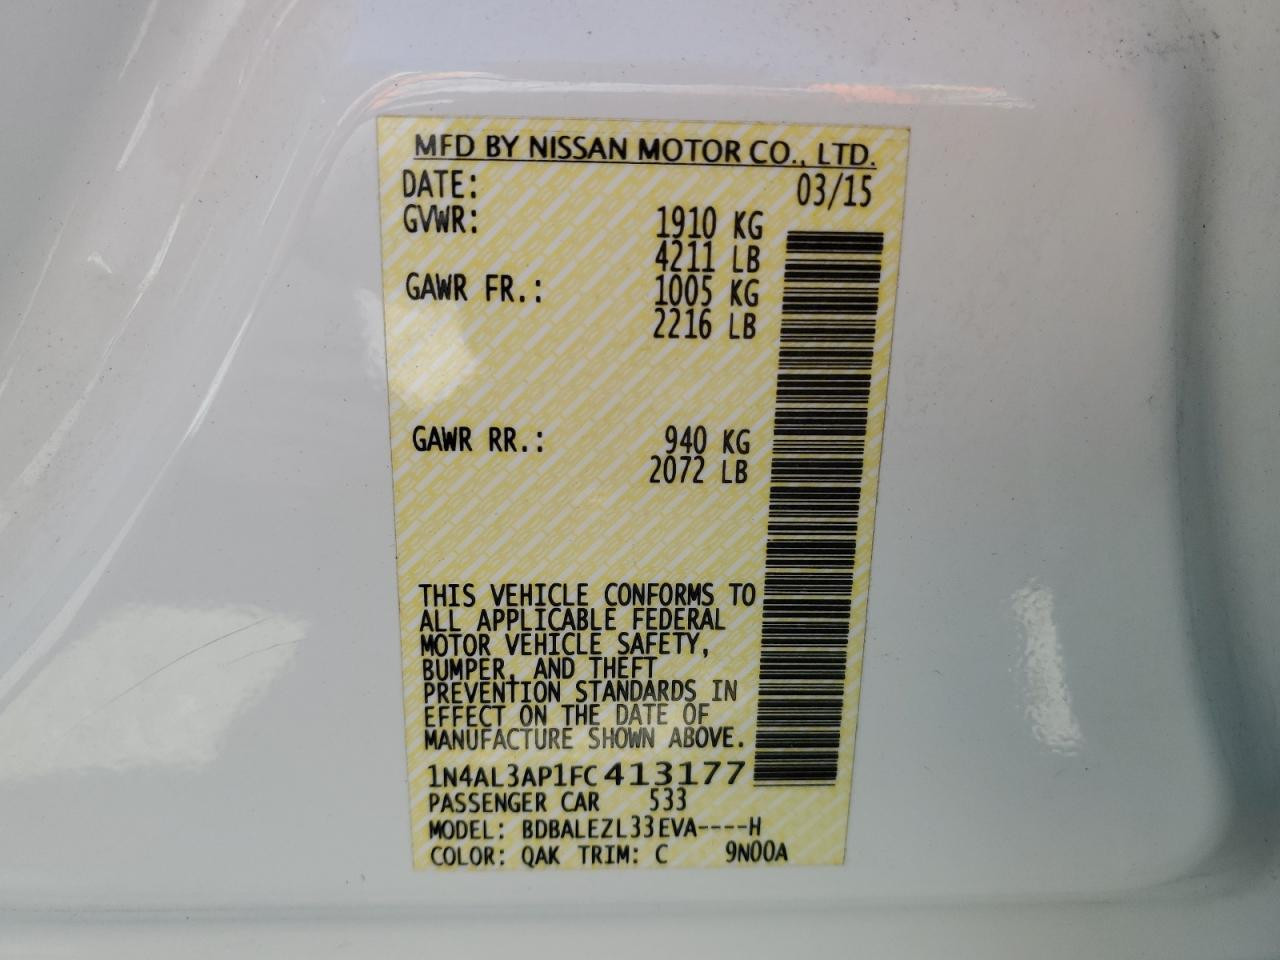 MFD BY NISSAN MOTOR CO., LTD.
DATE: 03/15
GVWR: 1910 KG
4211 LB
GAWR FR.: 1005 KG
2216 LB
GAWR RR.: 940 KG
2072 LB
THIS VEHICLE CONFORMS TO
ALL APPLICABLE FEDERAL
MOTOR VEHICLE SAFETY,
BUMPER, AND THEFT
PREVENTION STANDARDS IN
EFFECT ON THE DATE OF
MANUFACTURE SHOWN ABOVE.
1N4AL3AP1FC413177
PASSENGER CAR 533
MODEL: BDBALEZL33EVA----H
COLOR: QAK TRIM: C 9N00A